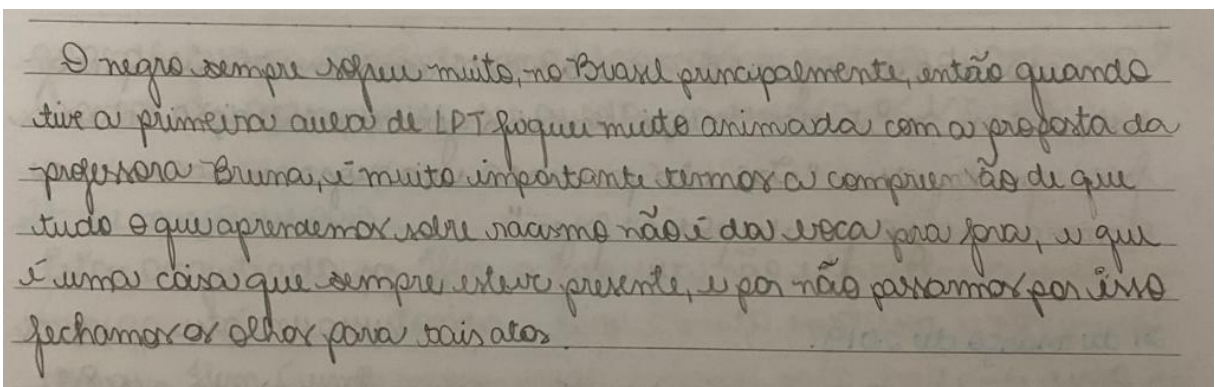 O negro sempre sofreu muito, no Brasil principalmente, então quando
tive a primeira aula de LPT fiquei muito animada com a proposta da
professora Bruna, é muito importante termos a compreensão de que
tudo o que aprendemos sobre racismo não é da boca pra fora, e que
é uma coisa que sempre esteve presente, e por não passarmos por isso
fechamos os olhos para tais atos.